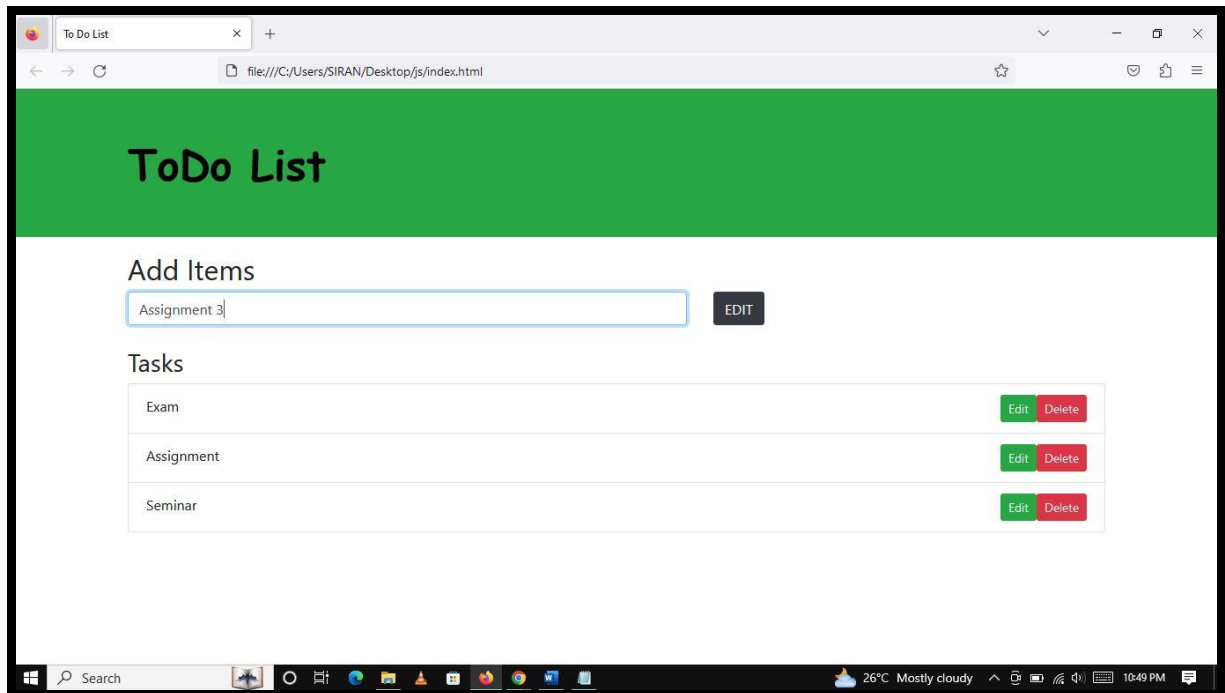 To Do List
file:///C:/Users/SIRAN/Desktop/js/index.html
ToDo List
Add Items
Assignment 3 EDIT
Tasks
Exam Edit Delete
Assignment Edit Delete
Seminar Edit Delete
Search 26°C Mostly cloudy 10:49 PM